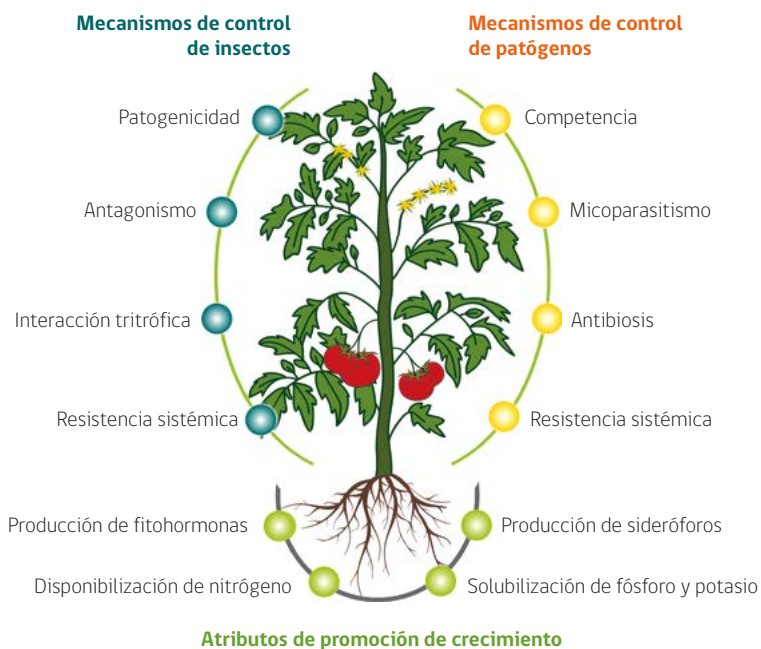 Mecanismos de control
de insectos
Mecanismos de control
de patógenos
Patogenicidad
Competencia
Antagonismo
Micoparasitismo
Interacción tritrófica
Antibiosis
Resistencia sistémica
Resistencia sistémica
Producción de fitohormonas
Producción de sideróforos
Disponibilización de nitrógeno
Solubilización de fósforo y potasio
Atributos de promoción de crecimiento